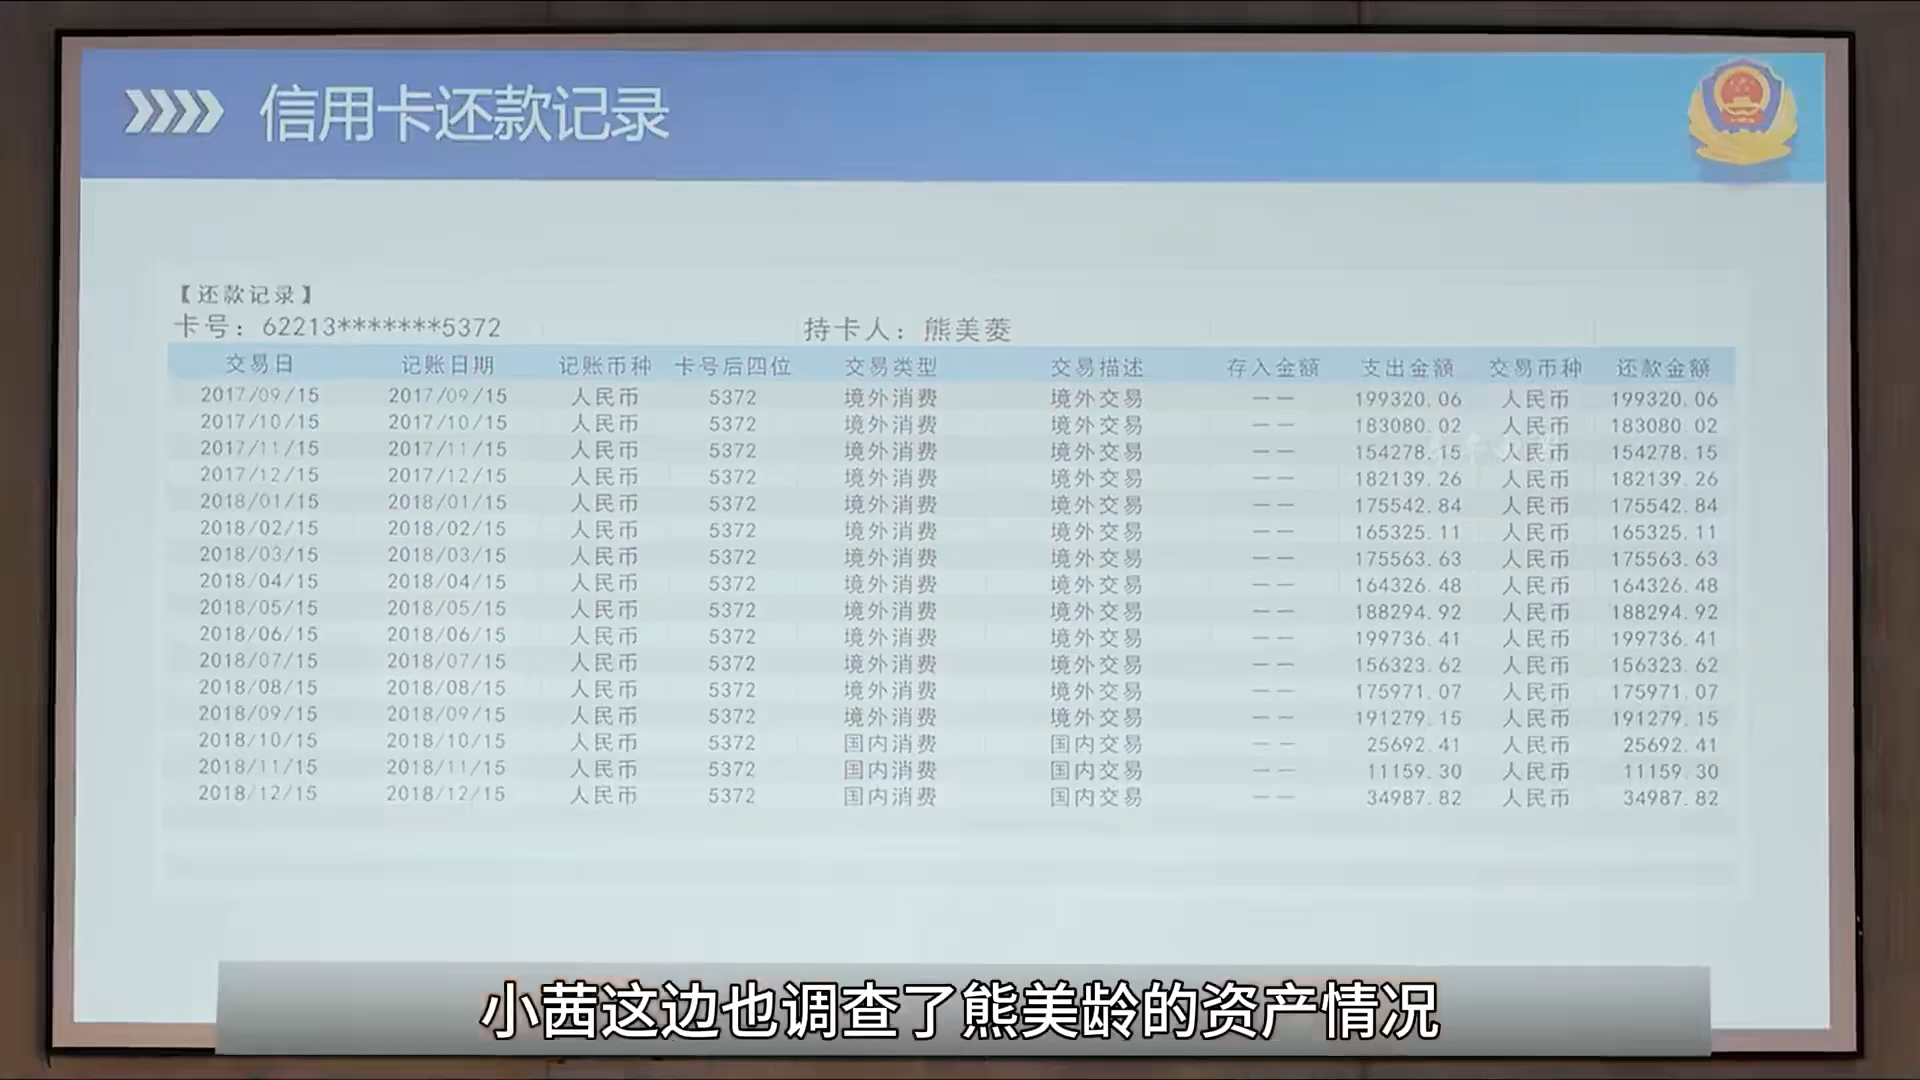 信用卡还款记录
【还款记录】
卡号：62213*******5372 持卡人：熊美菱
交易日 记账日期 记账币种 卡号后四位 交易类型 交易描述 存入金额 支出金额 交易币种 还款金额
2017/09/15 2017/09/15 人民币 5372 境外消费 境外交易 —— 199320.06 人民币 199320.06
2017/10/15 2017/10/15 人民币 5372 境外消费 境外交易 —— 183080.02 人民币 183080.02
2017/11/15 2017/11/15 人民币 5372 境外消费 境外交易 —— 154278.15 人民币 154278.15
2017/12/15 2017/12/15 人民币 5372 境外消费 境外交易 —— 182139.26 人民币 182139.26
2018/01/15 2018/01/15 人民币 5372 境外消费 境外交易 —— 175542.84 人民币 175542.84
2018/02/15 2018/02/15 人民币 5372 境外消费 境外交易 —— 165325.11 人民币 165325.11
2018/03/15 2018/03/15 人民币 5372 境外消费 境外交易 —— 175563.63 人民币 175563.63
2018/04/15 2018/04/15 人民币 5372 境外消费 境外交易 —— 164326.48 人民币 164326.48
2018/05/15 2018/05/15 人民币 5372 境外消费 境外交易 —— 188294.92 人民币 188294.92
2018/06/15 2018/06/15 人民币 5372 境外消费 境外交易 —— 199736.41 人民币 199736.41
2018/07/15 2018/07/15 人民币 5372 境外消费 境外交易 —— 156323.62 人民币 156323.62
2018/08/15 2018/08/15 人民币 5372 境外消费 境外交易 —— 175971.07 人民币 175971.07
2018/09/15 2018/09/15 人民币 5372 境外消费 境外交易 —— 191279.15 人民币 191279.15
2018/10/15 2018/10/15 人民币 5372 国内消费 国内交易 —— 25692.41 人民币 25692.41
2018/11/15 2018/11/15 人民币 5372 国内消费 国内交易 —— 11159.30 人民币 11159.30
2018/12/15 2018/12/15 人民币 5372 国内消费 国内交易 —— 34987.82 人民币 34987.82
小茜这边也调查了熊美龄的资产情况